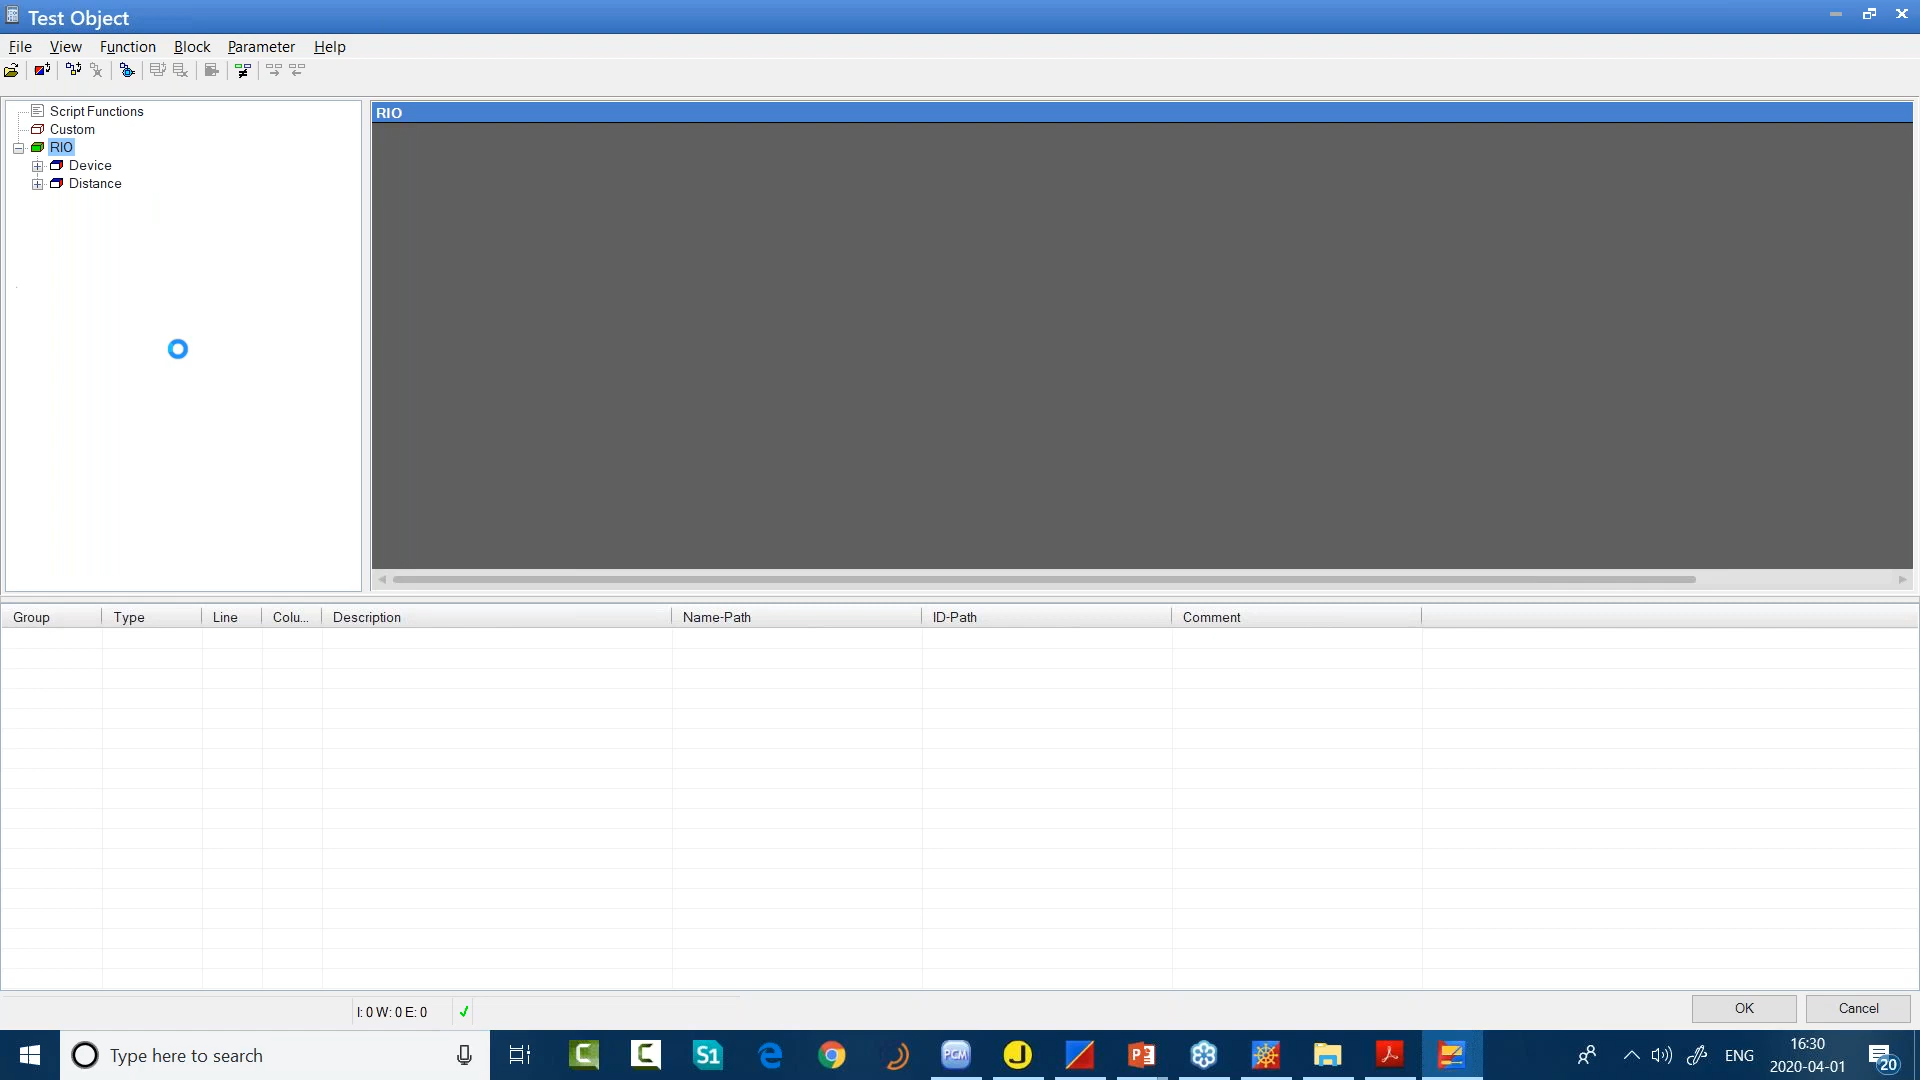 Test Object
File View Function Block Parameter Help
Script Functions
Custom
RIO
Device
Distance
RIO
Group Type Line Colu... Description Name-Path ID-Path Comment
I: 0 W: 0 E: 0
OK Cancel
Type here to search
S1
PCM
J
ENG
16:30
2020-04-01
20